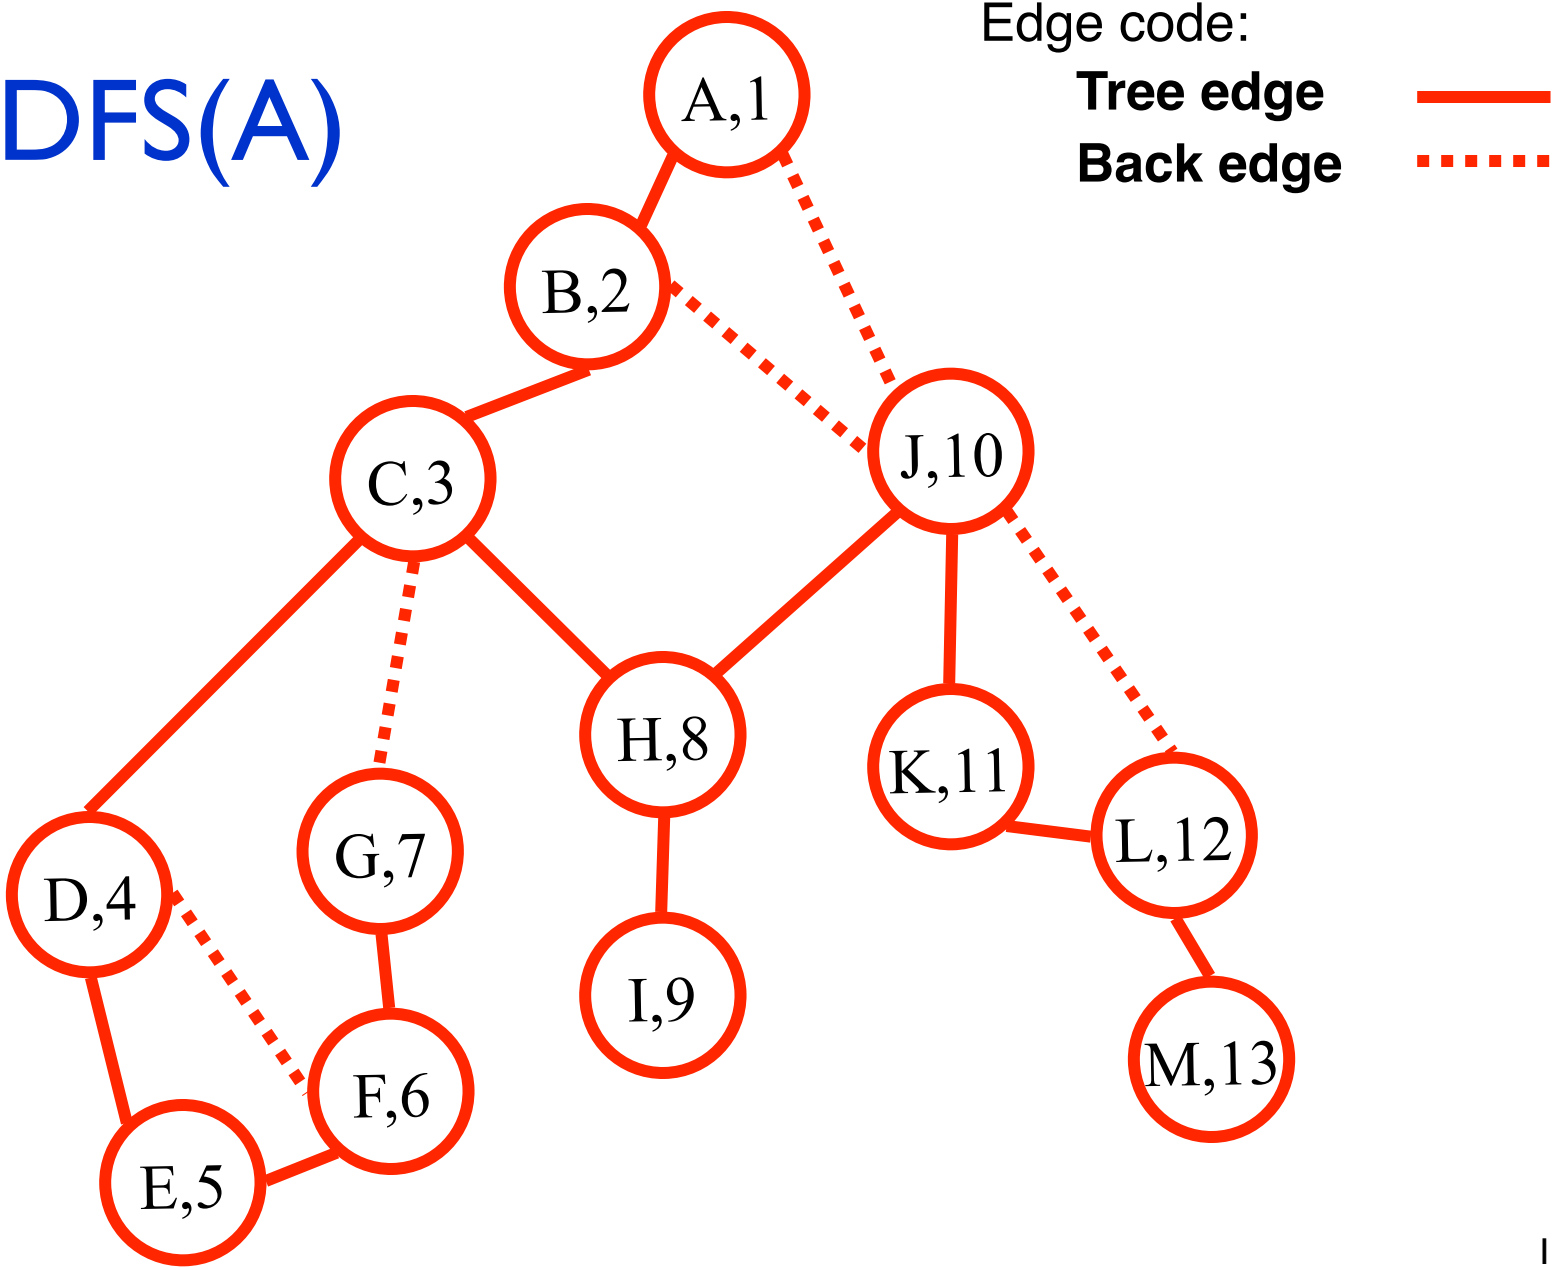 Edge code:
DFS(A)
Tree edge
Back edge
A,1
B,2
J,10
C,3
H,8
K,11
L,12
G,7
D,4
I,9
M,13
F,6
E,5